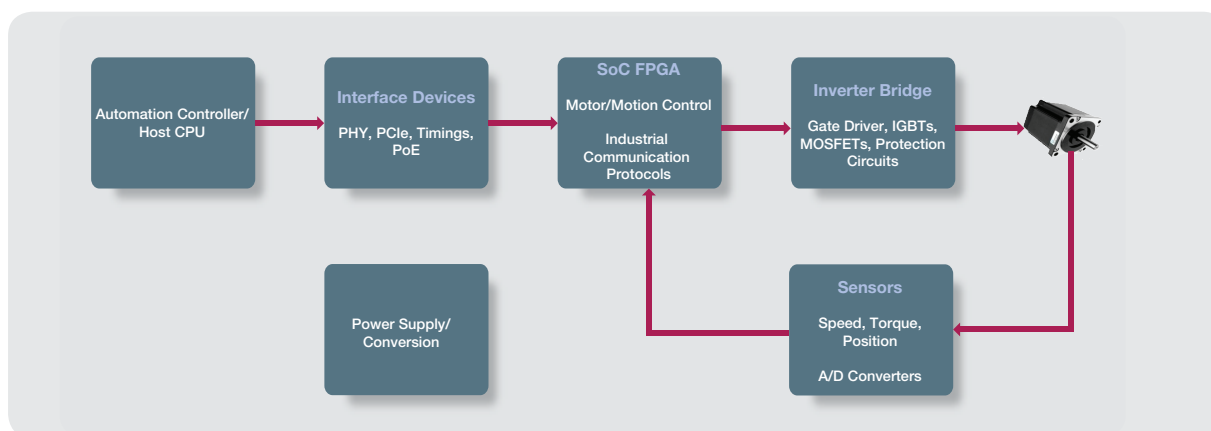 Automation Controller/
Host CPU
Interface Devices
PHY, PCIe, Timings,
PoE
SoC FPGA
Motor/Motion Control
Industrial
Communication
Protocols
Inverter Bridge
Gate Driver, IGBTs,
MOSFETs, Protection
Circuits
Power Supply/
Conversion
Sensors
Speed, Torque,
Position
A/D Converters